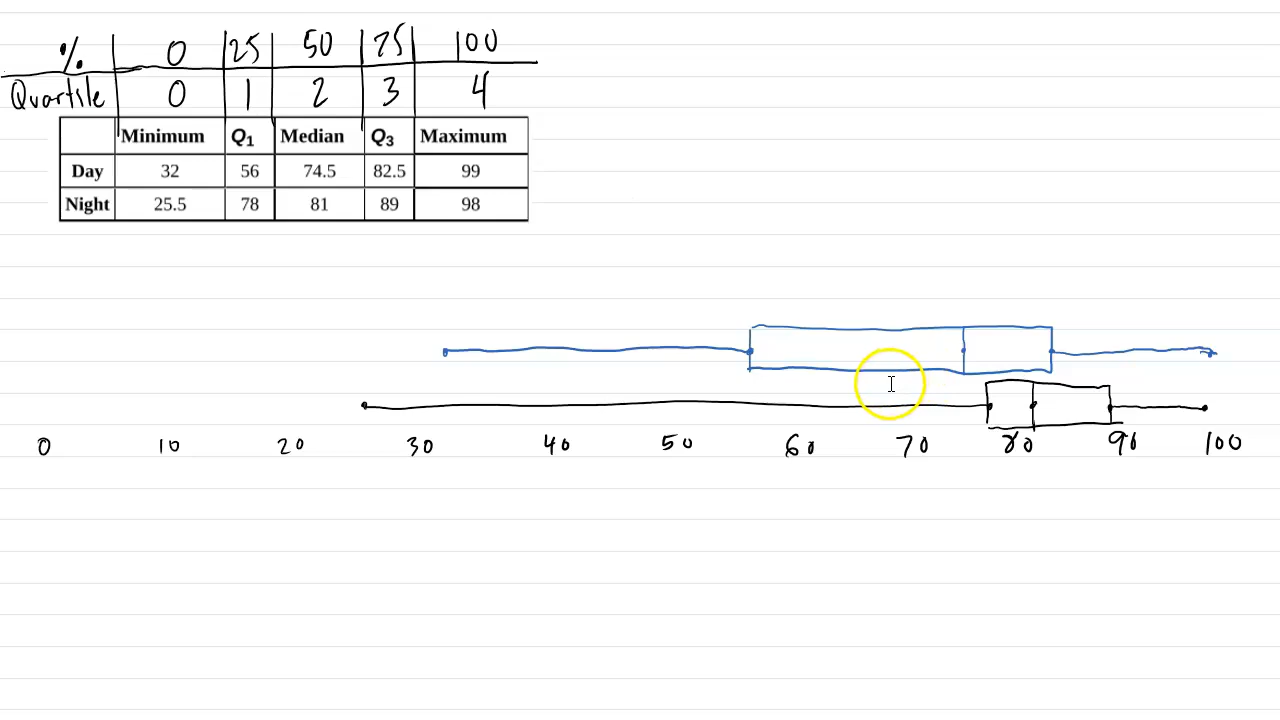 % 0 25 50 75 100
Quartile 0 1 2 3 4
Minimum Q1 Median Q3 Maximum
Day 32 56 74.5 82.5 99
Night 25.5 78 81 89 98
0 10 20 30 40 50 60 70 80 90 100